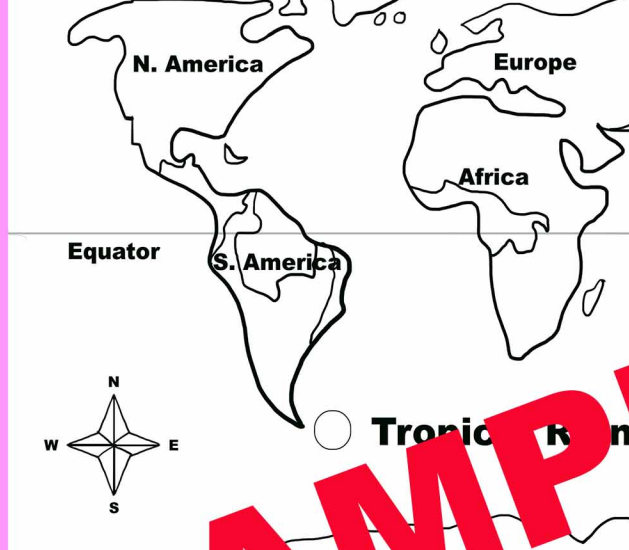 N. America
Europe
Africa
Equator
S. America
N
W E
S